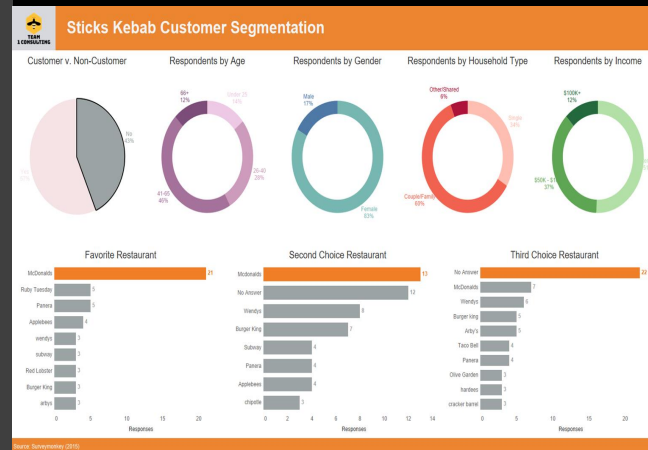 TEAM
1 CONSULTING
Sticks Kebab Customer Segmentation
Customer v. Non-Customer
Respondents by Age
Respondents by Gender
Respondents by Household Type
Respondents by Income
No
43%
65+
12%
Under 25
14%
26-40
28%
41-65
46%
Male
17%
Female
83%
Other/Shared
6%
Single
34%
Couple/Family
60%
$100K+
12%
37%
Favorite Restaurant
McDonalds
21
Ruby Tuesday
5
Panera
5
Applebees
4
wendys
3
subway
3
Red Lobster
3
Burger King
3
arbys
3
0 5 10 15 20
Responses
Second Choice Restaurant
Mcdonalds
13
No Answer
12
Wendys
8
Burger King
7
Subway
4
Panera
4
Applebees
4
chipotle
3
0 2 4 6 8 10 12 14
Responses
Third Choice Restaurant
No Answer
22
McDonalds
7
Wendys
6
Burger king
5
Arby's
5
Taco Bell
4
Panera
4
Olive Garden
3
hardees
3
cracker barrel
3
0 5 10 15 20
Responses
Source: Surveymonkey (2015)